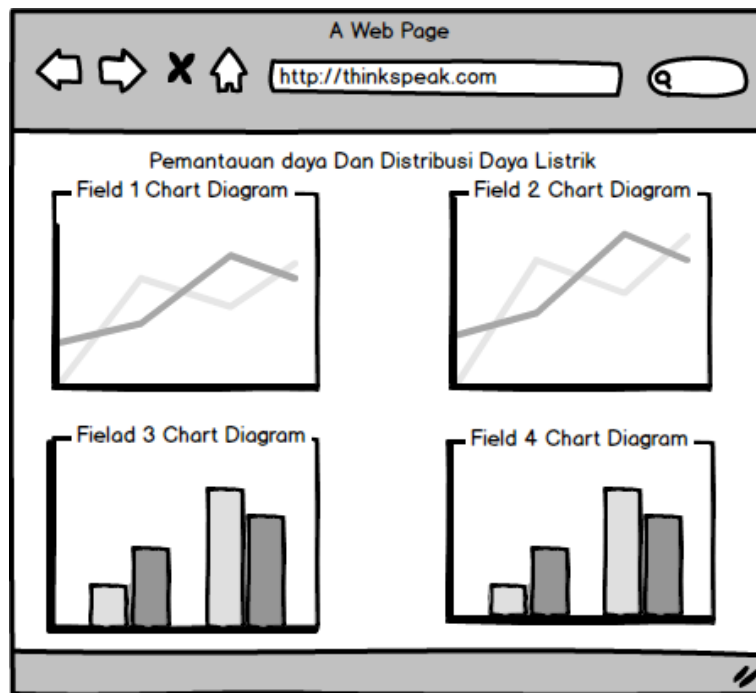 A Web Page
http://thinkspeak.com
Pemantauan daya Dan Distribusi Daya Listrik
Field 1 Chart Diagram
Field 2 Chart Diagram
Fielad 3 Chart Diagram
Field 4 Chart Diagram